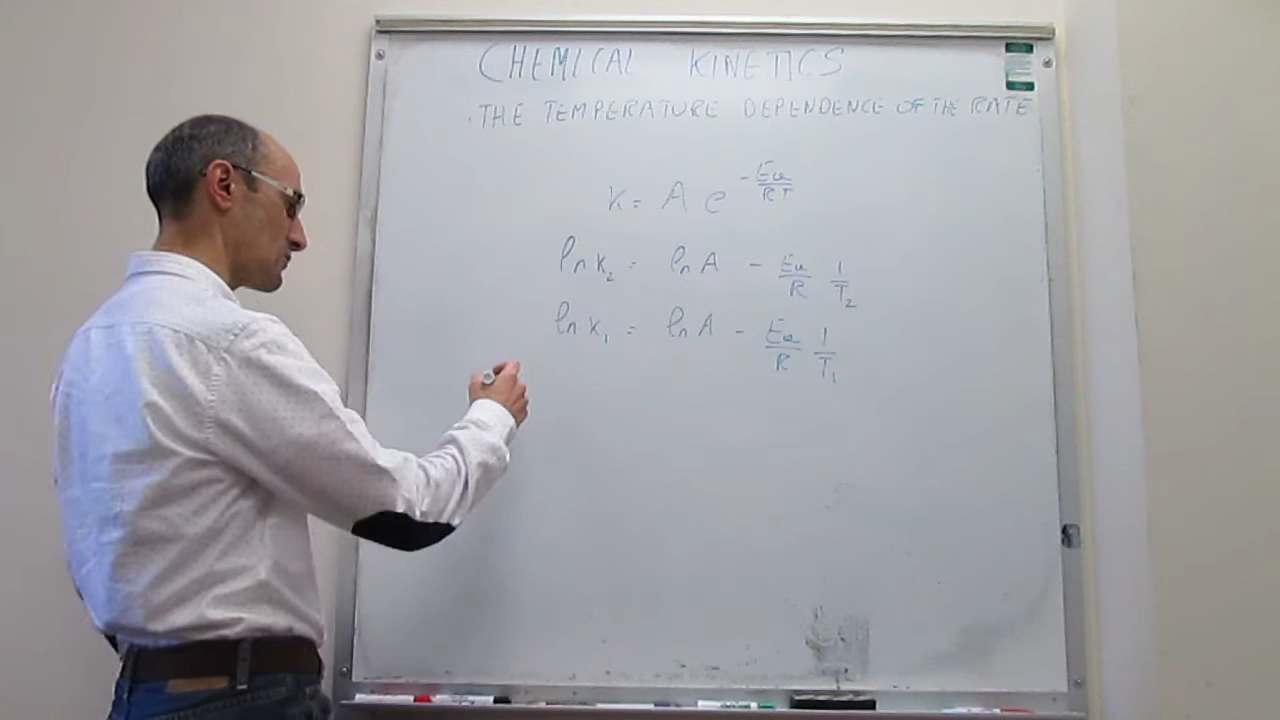 CHEMICAL KINETICS
THE TEMPERATURE DEPENDENCE OF THE RATE
k = A e^(-Ea/RT)
ln k₂ = ln A - Ea/R 1/T₂
ln k₁ = ln A - Ea/R 1/T₁